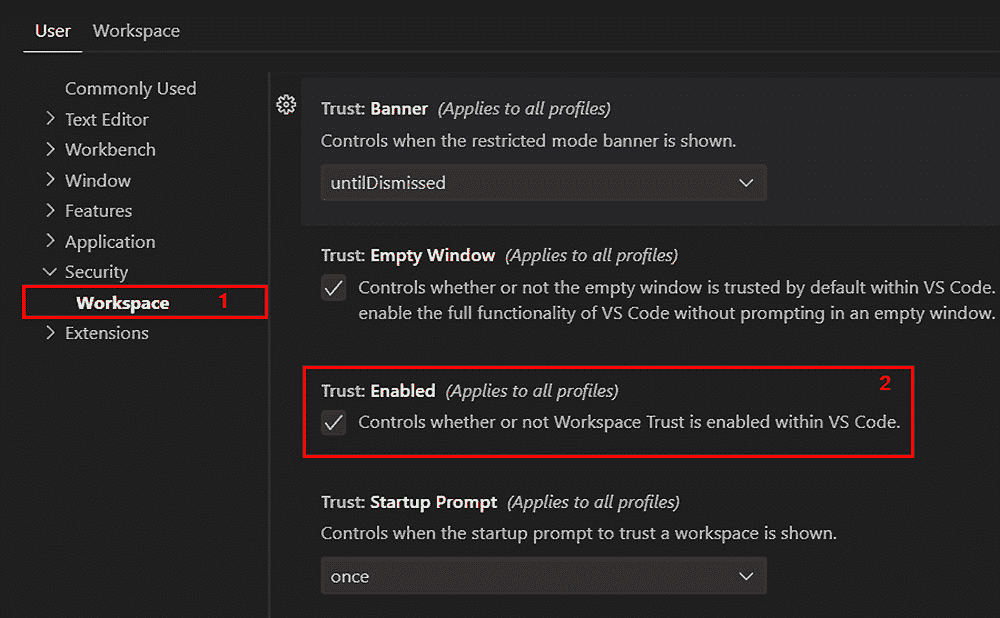 User Workspace
Commonly Used
Text Editor
Workbench
Window
Features
Application
Security
Workspace 1
Extensions
Trust: Banner (Applies to all profiles)
Controls when the restricted mode banner is shown.
untilDismissed
Trust: Empty Window (Applies to all profiles)
Controls whether or not the empty window is trusted by default within VS Code.
enable the full functionality of VS Code without prompting in an empty window.
Trust: Enabled (Applies to all profiles) 2
Controls whether or not Workspace Trust is enabled within VS Code.
Trust: Startup Prompt (Applies to all profiles)
Controls when the startup prompt to trust a workspace is shown.
once